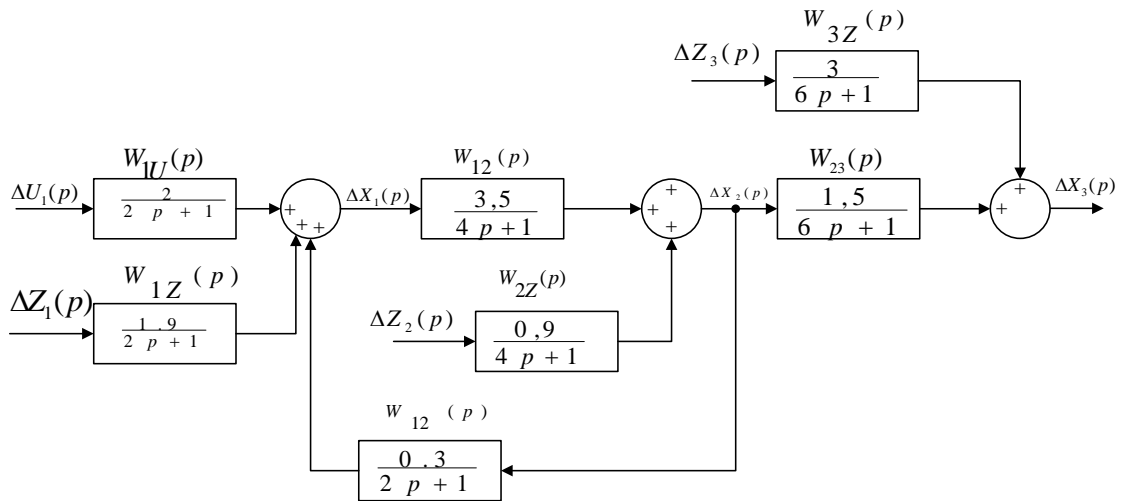 W3Z(p)
ΔZ3(p)
3
6 p + 1
W1U(p)
W12(p)
W23(p)
ΔU1(p)
2
2 p + 1
+
+ +
ΔX1(p)
3,5
4 p + 1
+
+
+
ΔX2(p)
1,5
6 p + 1
+
+
ΔX3(p)
W1Z(p)
ΔZ1(p)
1.9
2 p + 1
W2Z(p)
ΔZ2(p)
0,9
4 p + 1
W12(p)
0.3
2 p + 1